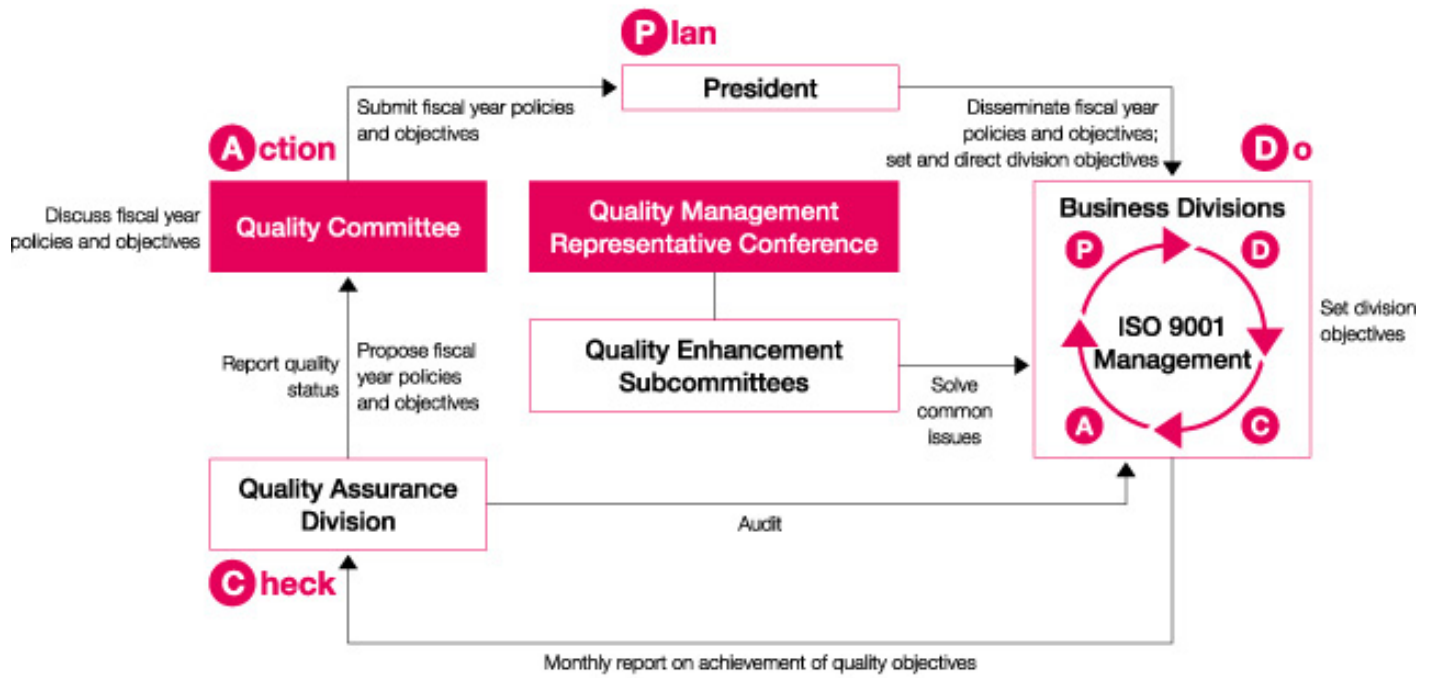 Plan
President
Submit fiscal year policies
and objectives
Disseminate fiscal year
policies and objectives;
set and direct division objectives
Action
Do
Discuss fiscal year
policies and objectives
Quality Committee
Quality Management
Representative Conference
Business Divisions
P
D
ISO 9001
Management
A
C
Set division
objectives
Report quality
status
Propose fiscal
year policies
and objectives
Quality Enhancement
Subcommittees
Solve
common
issues
Quality Assurance
Division
Audit
Check
Monthly report on achievement of quality objectives